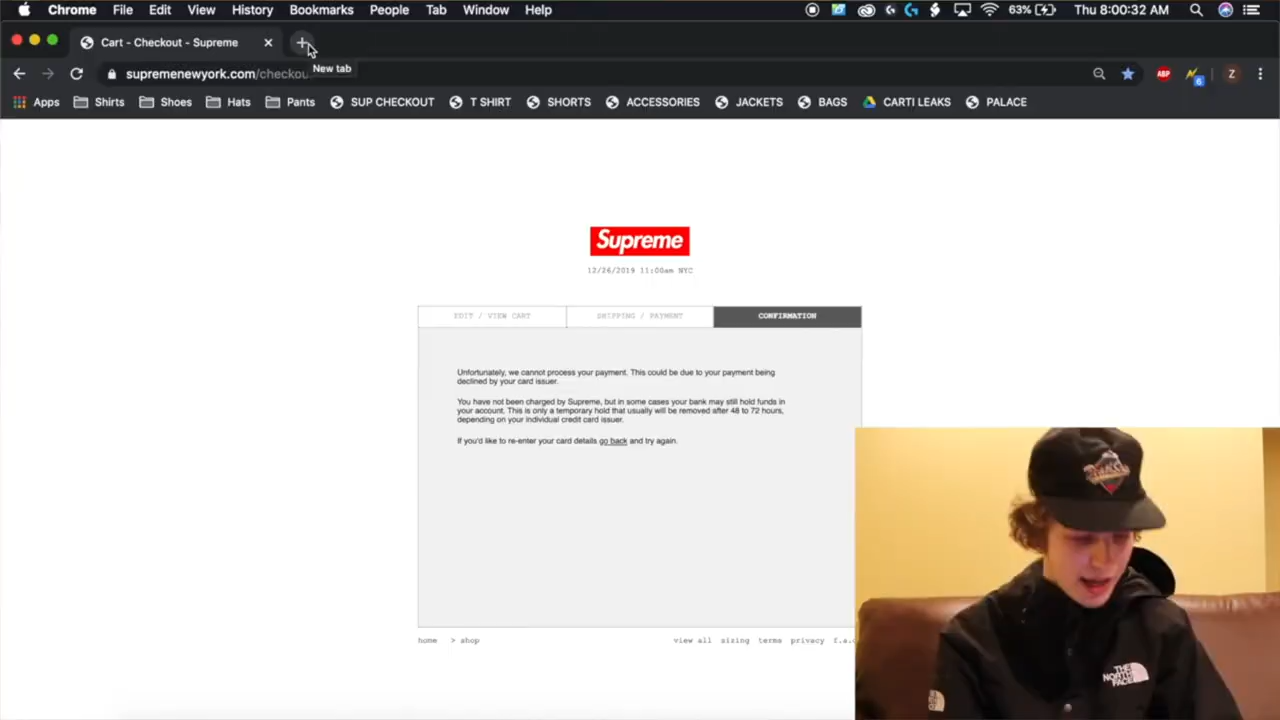 Chrome File Edit View History Bookmarks People Tab Window Help 63% Thu 8:00:32 AM
Cart - Checkout - Supreme
New tab
supremenewyork.com/checkou
ABP 6 Z
Apps Shirts Shoes Hats Pants SUP CHECKOUT T SHIRT SHORTS ACCESSORIES JACKETS BAGS CARTI LEAKS PALACE
Supreme
12/26/2019 11:00am NYC
EDIT / VIEW CART SHIPPING / PAYMENT CONFIRMATION
Unfortunately, we cannot process your payment. This could be due to your payment being
declined by your card issuer.
You have not been charged by Supreme, but in some cases your bank may still hold funds in
your account. This is only a temporary hold that usually will be removed after 48 to 72 hours,
depending on your individual credit card issuer.
If you'd like to re-enter your card details go back and try again.
home > shop view all sizing terms privacy f.a.
THE
NORTH
FACE